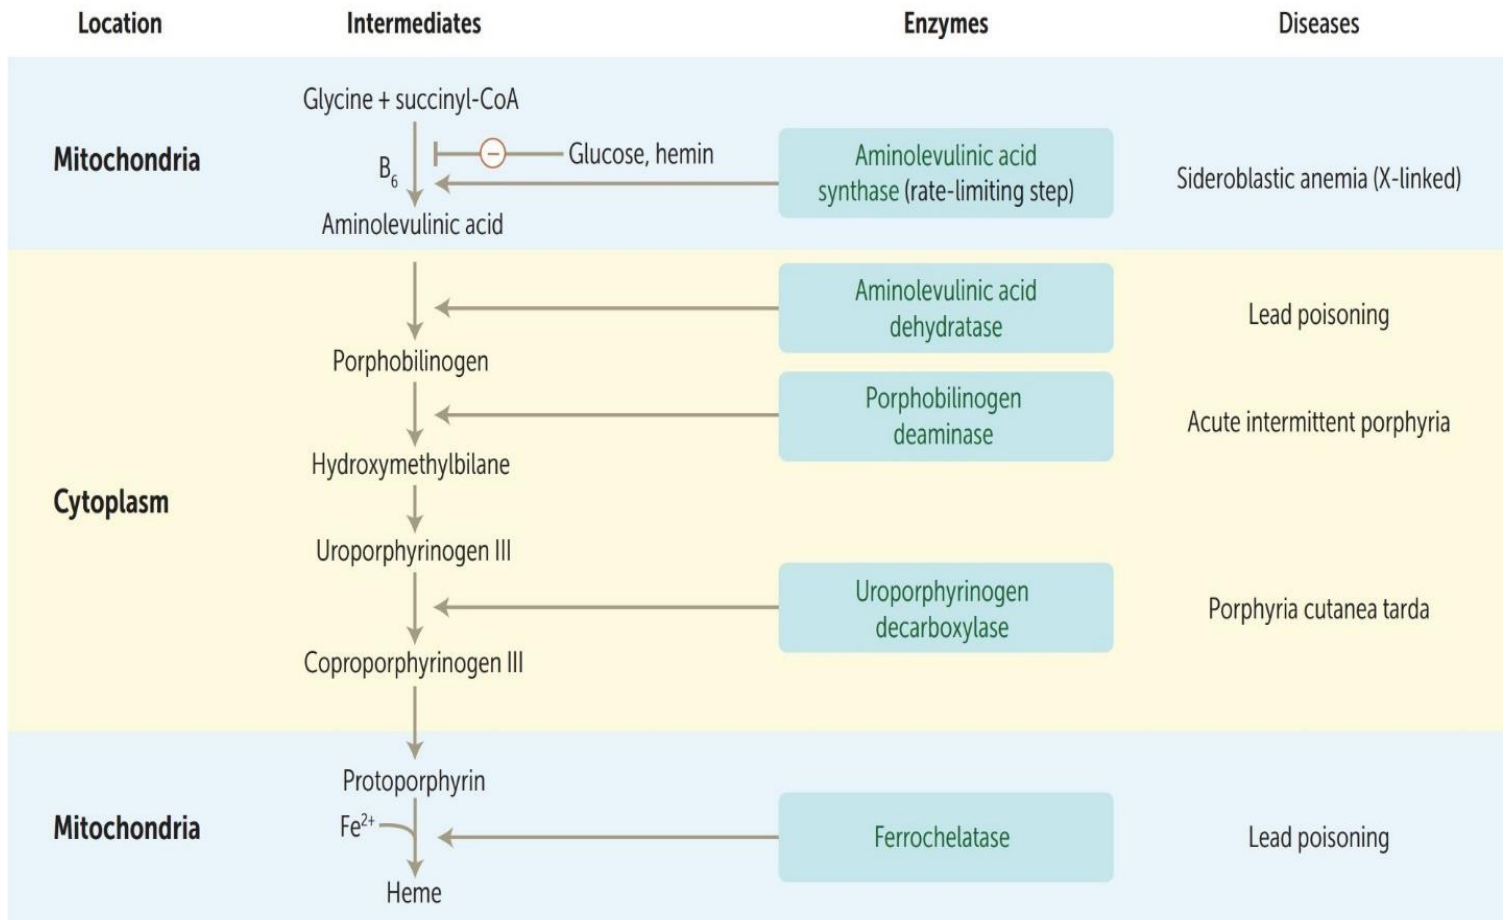 Location Intermediates Enzymes Diseases
Glycine + succinyl-CoA
Mitochondria
B₆
− Glucose, hemin
Aminolevulinic acid
synthase (rate-limiting step)
Sideroblastic anemia (X-linked)
Aminolevulinic acid
Aminolevulinic acid
dehydratase
Lead poisoning
Porphobilinogen
Porphobilinogen
deaminase
Acute intermittent porphyria
Hydroxymethylbilane
Cytoplasm
Uroporphyrinogen III
Uroporphyrinogen
decarboxylase
Porphyria cutanea tarda
Coproporphyrinogen III
Protoporphyrin
Mitochondria
Fe²⁺
Ferrochelatase
Lead poisoning
Heme